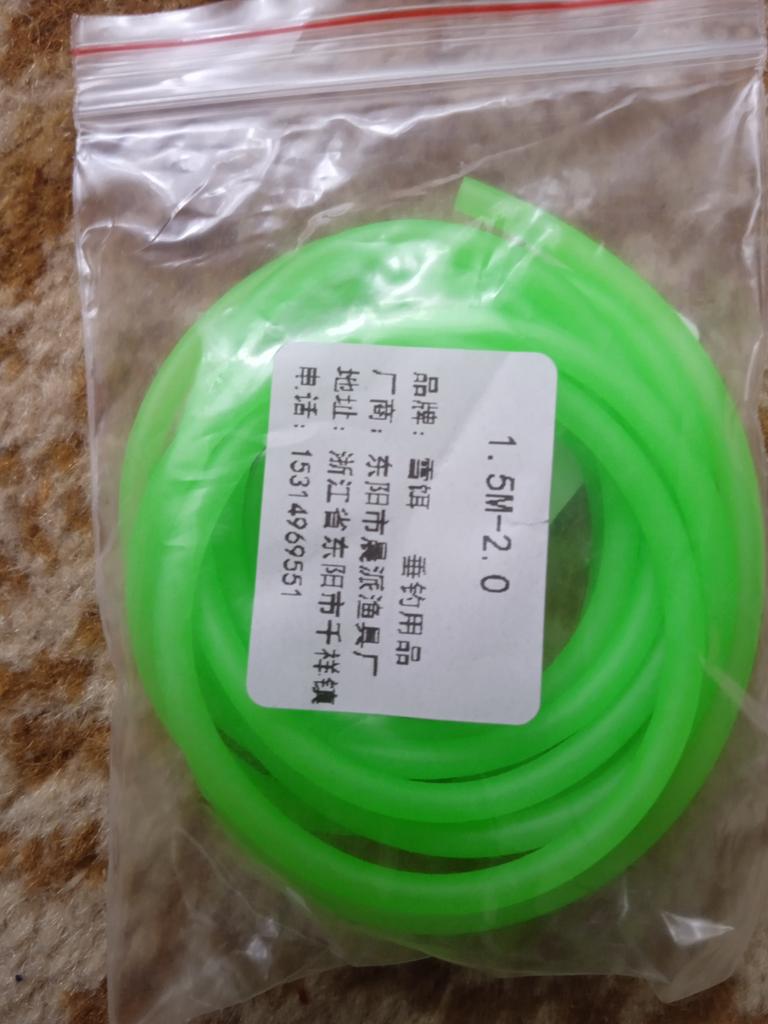 1.5M-2.0
品牌: 雷饵 垂钓用品
厂商: 东阳市晨派渔具厂
地址: 浙江省东阳市千祥镇
电话: 15314969551